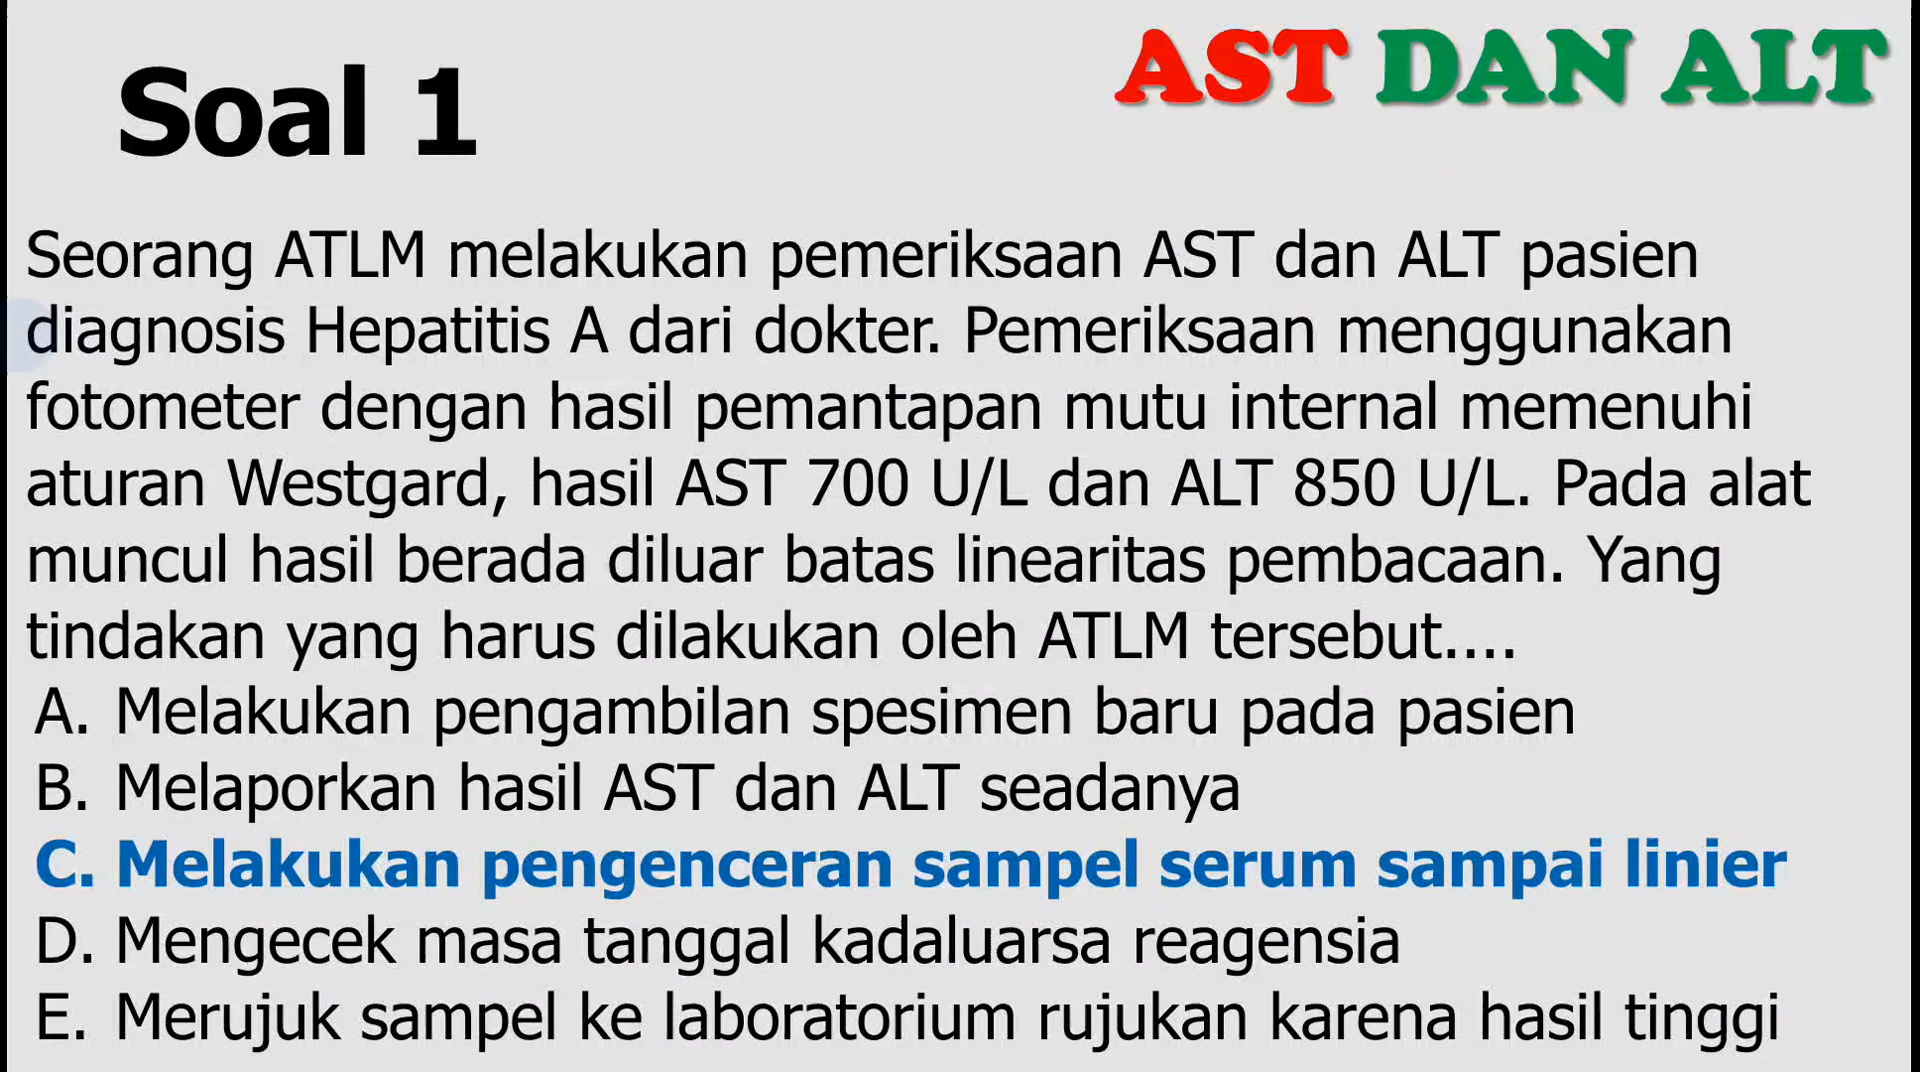 AST DAN ALT
Soal 1
Seorang ATLM melakukan pemeriksaan AST dan ALT pasien
diagnosis Hepatitis A dari dokter. Pemeriksaan menggunakan
fotometer dengan hasil pemantapan mutu internal memenuhi
aturan Westgard, hasil AST 700 U/L dan ALT 850 U/L. Pada alat
muncul hasil berada diluar batas linearitas pembacaan. Yang
tindakan yang harus dilakukan oleh ATLM tersebut....
A. Melakukan pengambilan spesimen baru pada pasien
B. Melaporkan hasil AST dan ALT seadanya
C. Melakukan pengenceran sampel serum sampai linier
D. Mengecek masa tanggal kadaluarsa reagensia
E. Merujuk sampel ke laboratorium rujukan karena hasil tinggi